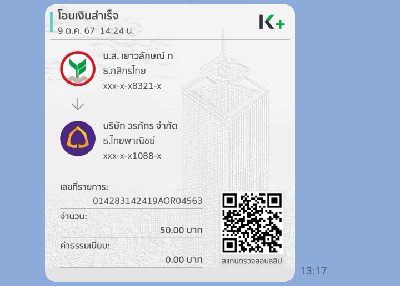 โอนเงินสำเร็จ
9 ต.ค. 67 14:24 น.
K+
น.ส. เยาวลักษณ์ ท
ธ.กสิกรไทย
xxx-x-x8321-x
บริษัท วรภัทร จำกัด
ธ.ไทยพาณิชย์
xxx-x-x1088-x
เลขที่รายการ:
014283142419AOR04563
จำนวน:
50.00 บาท
ค่าธรรมเนียม:
0.00 บาท
สแกนตรวจสอบสลิป
13:17